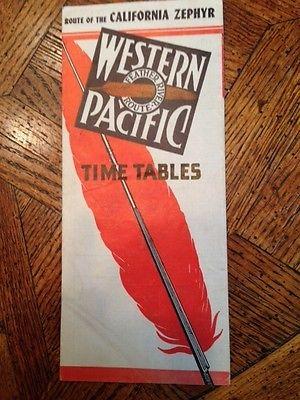 ROUTE OF THE CALIFORNIA ZEPHYR
WESTERN
FEATHER RIVER
ROUTE
PACIFIC
TIME TABLES